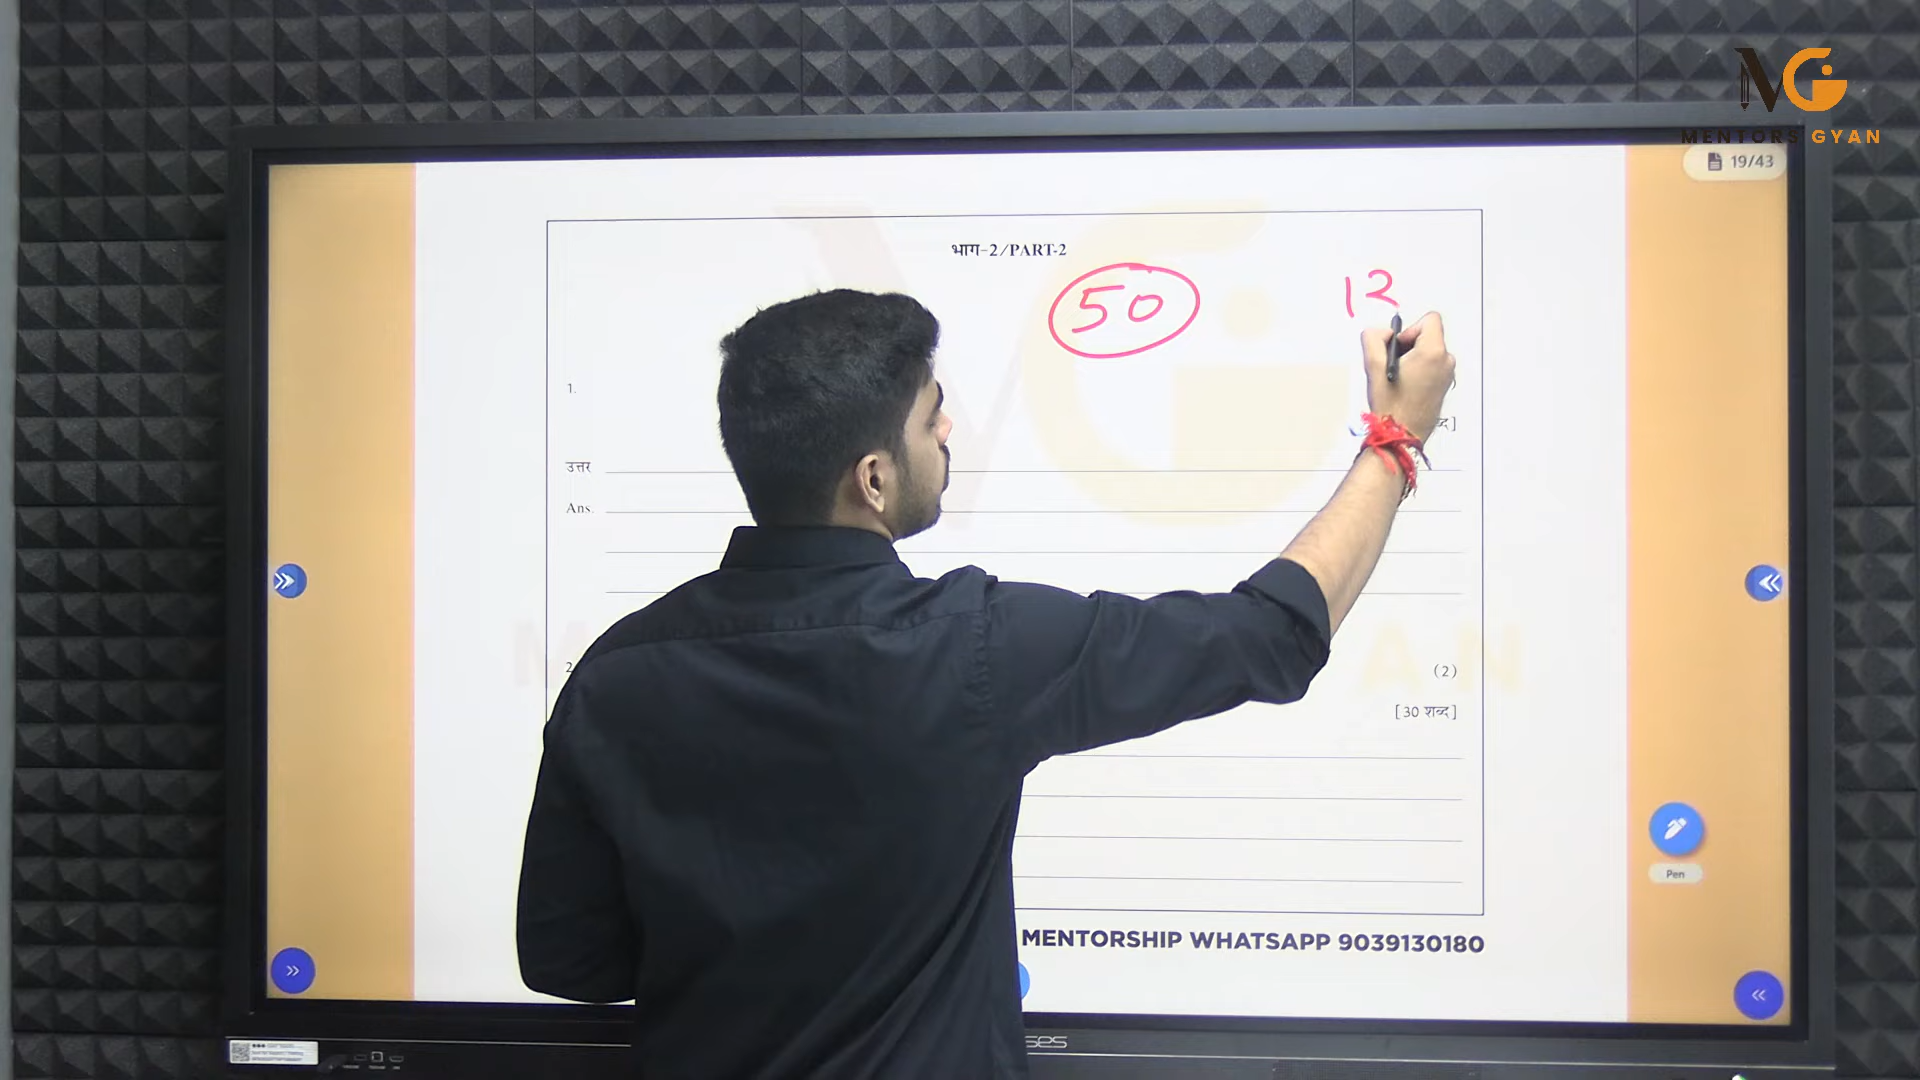 MENTORS GYAN
19/43
भाग-2/PART-2
50
12
1.
उत्तर
Ans.
2
(2)
[30 शब्द]
Pen
MENTORSHIP WHATSAPP 9039130180